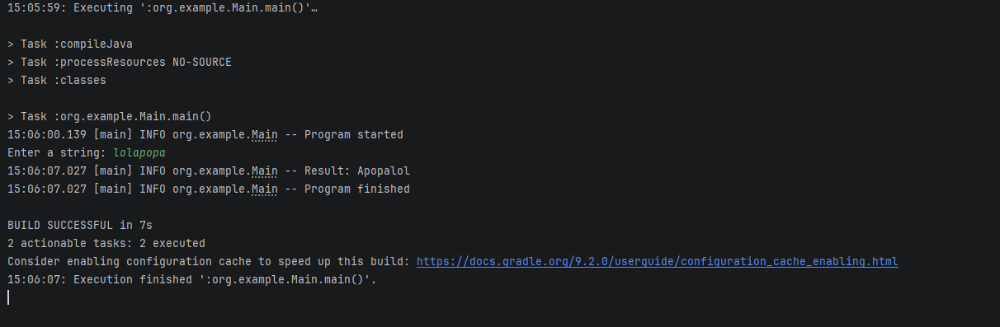 15:05:59: Executing ':org.example.Main.main()'…
> Task :compileJava
> Task :processResources NO-SOURCE
> Task :classes
> Task :org.example.Main.main()
15:06:00.139 [main] INFO org.example.Main -- Program started
Enter a string: lolapopa
15:06:07.027 [main] INFO org.example.Main -- Result: Apopalol
15:06:07.027 [main] INFO org.example.Main -- Program finished
BUILD SUCCESSFUL in 7s
2 actionable tasks: 2 executed
Consider enabling configuration cache to speed up this build: https://docs.gradle.org/9.2.0/userguide/configuration_cache_enabling.html
15:06:07: Execution finished ':org.example.Main.main()'.